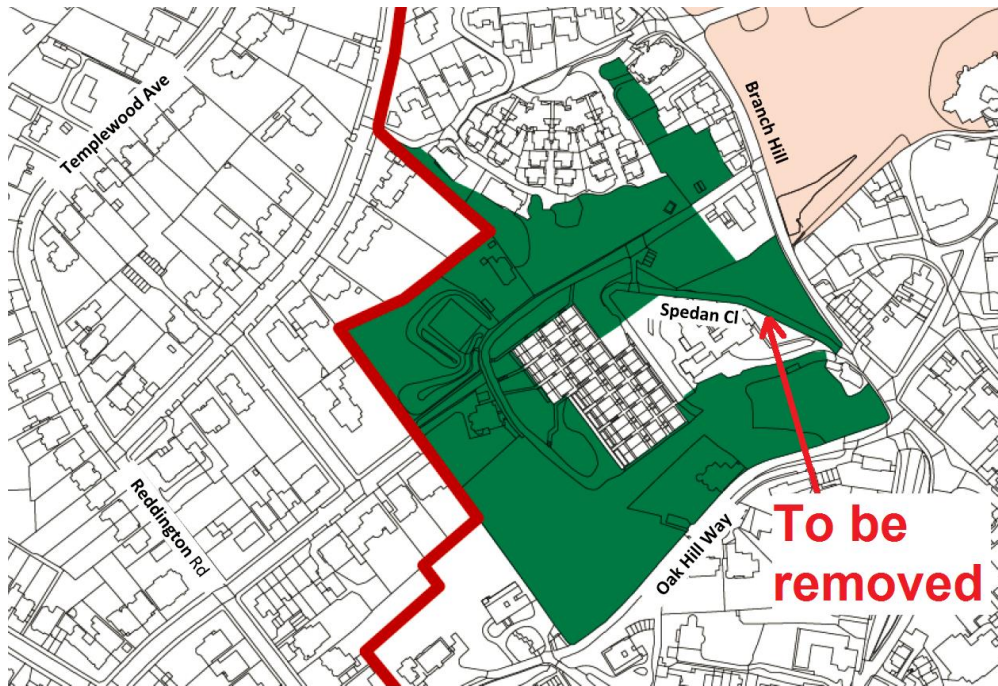 Templewood Ave
Branch Hill
Spedan Cl
Reddington Rd
Oak Hill Way
To be
removed